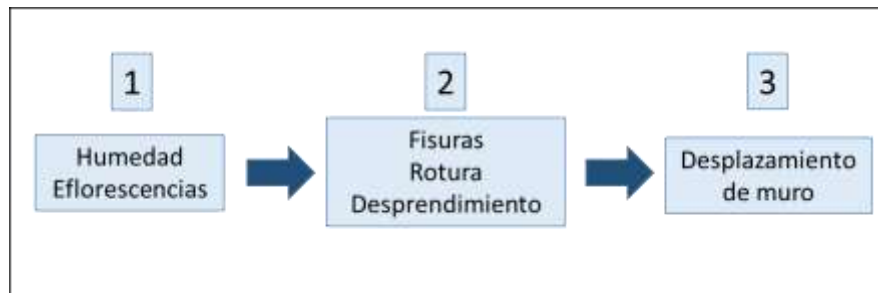 1
Humedad
Eflorescencias
2
Fisuras
Rotura
Desprendimiento
3
Desplazamiento
de muro